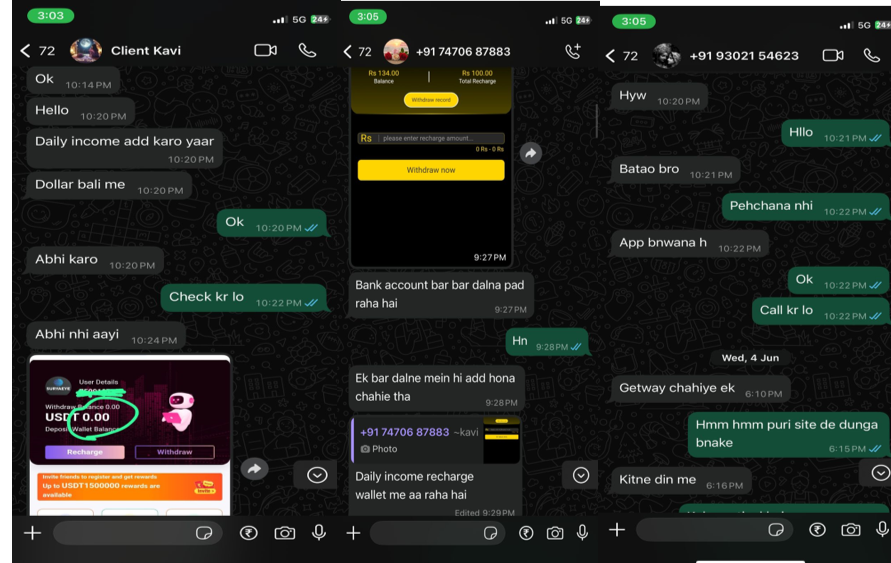 3:03
5G 24
72 Client Kavi
Ok 10:14 PM
Hello 10:20 PM
Daily income add karo yaar
10:20 PM
Dollar bali me 10:20 PM
Ok 10:20 PM
Abhi karo 10:20 PM
Check kr lo 10:22 PM
Abhi nhi aayi 10:24 PM
SURYAEYE
User Details
Withdraw Balance 0.00
USDT 0.00
Deposit Wallet Balance
Recharge Withdraw
Invite friends to register and get rewards
Up to USDT1500000 rewards are
available
Invite
3:05
5G 24
72 +91 74706 87883
Rs 134.00 Rs 100.00
Balance Total Recharge
Withdraw record
Rs please enter recharge amount...
0 Rs - 0 Rs
Withdraw now
9:27 PM
Bank account bar bar dalna pad
raha hai
9:27 PM
Hn 9:28 PM
Ek bar dalne mein hi add hona
chahie tha
9:28 PM
+91 74706 87883 ~kavi
Photo
Daily income recharge
wallet me aa raha hai
Edited 9:29 PM
3:05
5G 24
72 +91 93021 54623
Hyw 10:20 PM
Hllo 10:21 PM
Batao bro 10:21 PM
Pehchana nhi 10:22 PM
App bnwana h 10:22 PM
Ok 10:22 PM
Call kr lo 10:22 PM
Wed, 4 Jun
Getway chahiye ek 6:10 PM
Hmm hmm puri site de dunga
bnake 6:15 PM
Kitne din me 6:16 PM